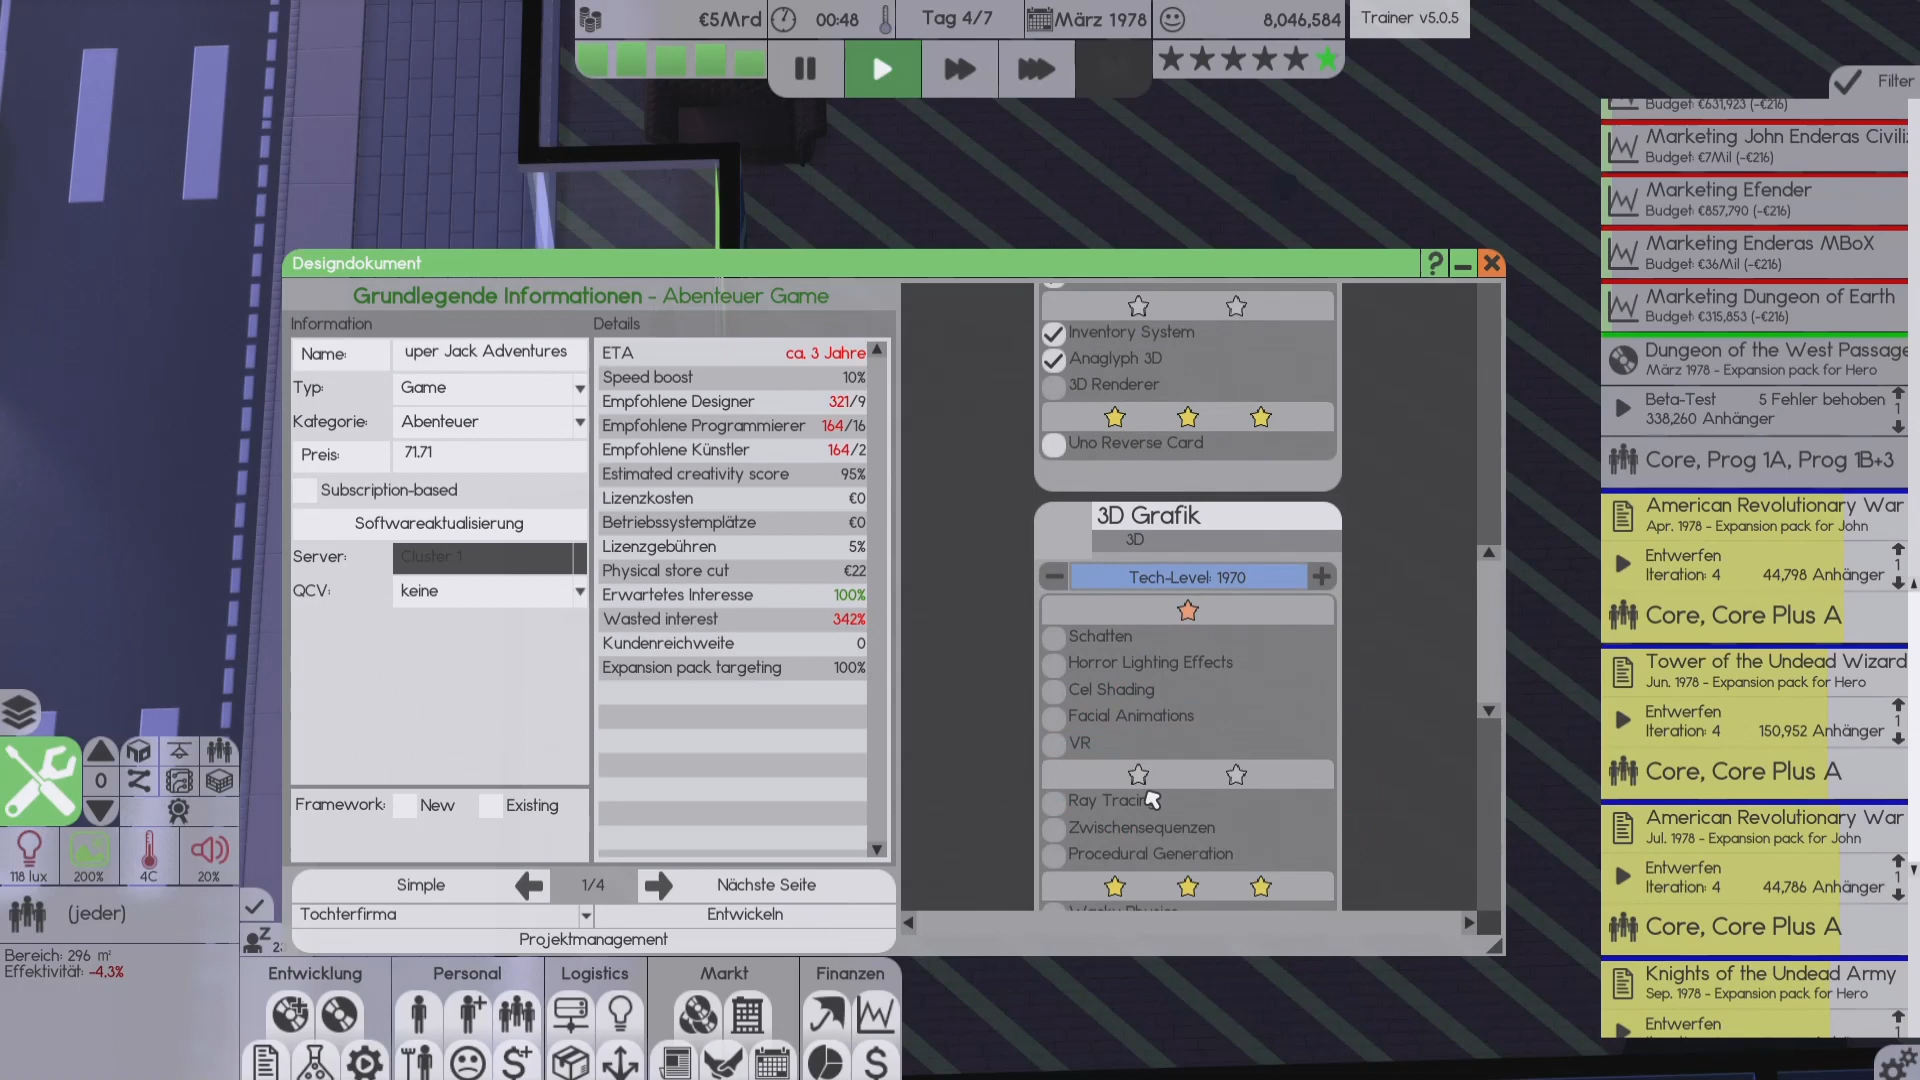 €5Mrd
00:48
Tag 4/7
März 1978
8,046,584
Trainer v5.0.5
Filter
Budget: €631,923 (-€216)
Marketing John Enderas Civili
Budget: €7Mil (-€216)
Marketing Efender
Budget: €857,790 (-€216)
Marketing Enderas MBoX
Budget: €36Mil (-€216)
Marketing Dungeon of Earth
Budget: €315,853 (-€216)
Dungeon of the West Passage
März 1978 - Expansion pack for Hero
Beta-Test 5 Fehler behoben
338,260 Anhänger
1
Core, Prog 1A, Prog 1B+3
American Revolutionary War
Apr. 1978 - Expansion pack for John
Entwerfen
Iteration: 4 44,798 Anhänger
1
Core, Core Plus A
Tower of the Undead Wizard
Jun. 1978 - Expansion pack for Hero
Entwerfen
Iteration: 4 150,952 Anhänger
1
Core, Core Plus A
American Revolutionary War
Jul. 1978 - Expansion pack for John
Entwerfen
Iteration: 4 44,786 Anhänger
1
Core, Core Plus A
Knights of the Undead Army
Sep. 1978 - Expansion pack for Hero
Entwerfen
1
Designdokument
?
Grundlegende Informationen - Abenteuer Game
Information
Name: uper Jack Adventures
Typ: Game
Kategorie: Abenteuer
Preis: 71.71
Subscription-based
Softwareaktualisierung
Server: Cluster 1
QCV: keine
Framework: New Existing
Details
ETA ca. 3 Jahre
Speed boost 10%
Empfohlene Designer 321/9
Empfohlene Programmierer 164/16
Empfohlene Künstler 164/2
Estimated creativity score 95%
Lizenzkosten €0
Betriebssystemplätze €0
Lizenzgebühren 5%
Physical store cut €22
Erwartetes Interesse 100%
Wasted interest 342%
Kundenreichweite 0
Expansion pack targeting 100%
Simple 1/4 Nächste Seite
Tochterfirma Entwickeln
Projektmanagement
Inventory System
Anaglyph 3D
3D Renderer
Uno Reverse Card
3D Grafik
3D
Tech-Level: 1970
Schatten
Horror Lighting Effects
Cel Shading
Facial Animations
VR
Ray Tracin
Zwischensequenzen
Procedural Generation
Wacky Physics
0
118 lux
200%
4C
20%
(jeder)
Bereich: 296 m²
Effektivität: -4,3%
23
Entwicklung
Personal
Logistics
Markt
Finanzen